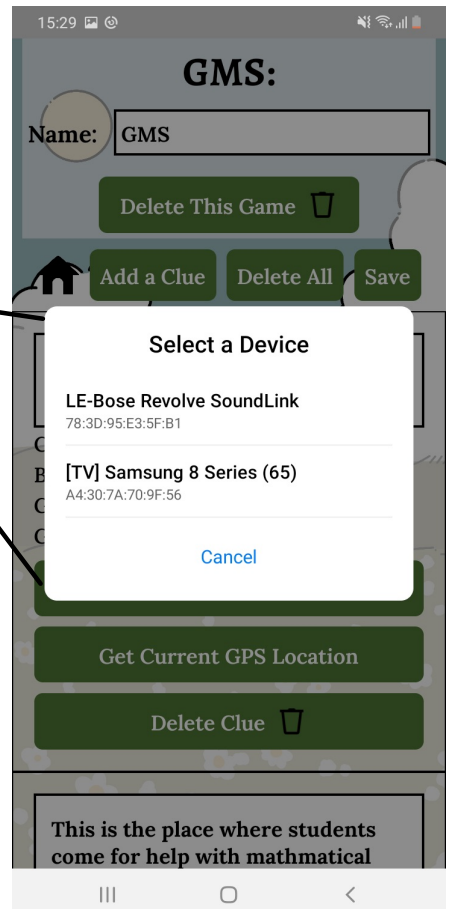 15:29
GMS:
Name: GMS
Delete This Game
Add a Clue Delete All Save
Select a Device
LE-Bose Revolve SoundLink
78:3D:95:E3:5F:B1
[TV] Samsung 8 Series (65)
A4:30:7A:70:9F:56
Cancel
Get Current GPS Location
Delete Clue
This is the place where students
come for help with mathmatical